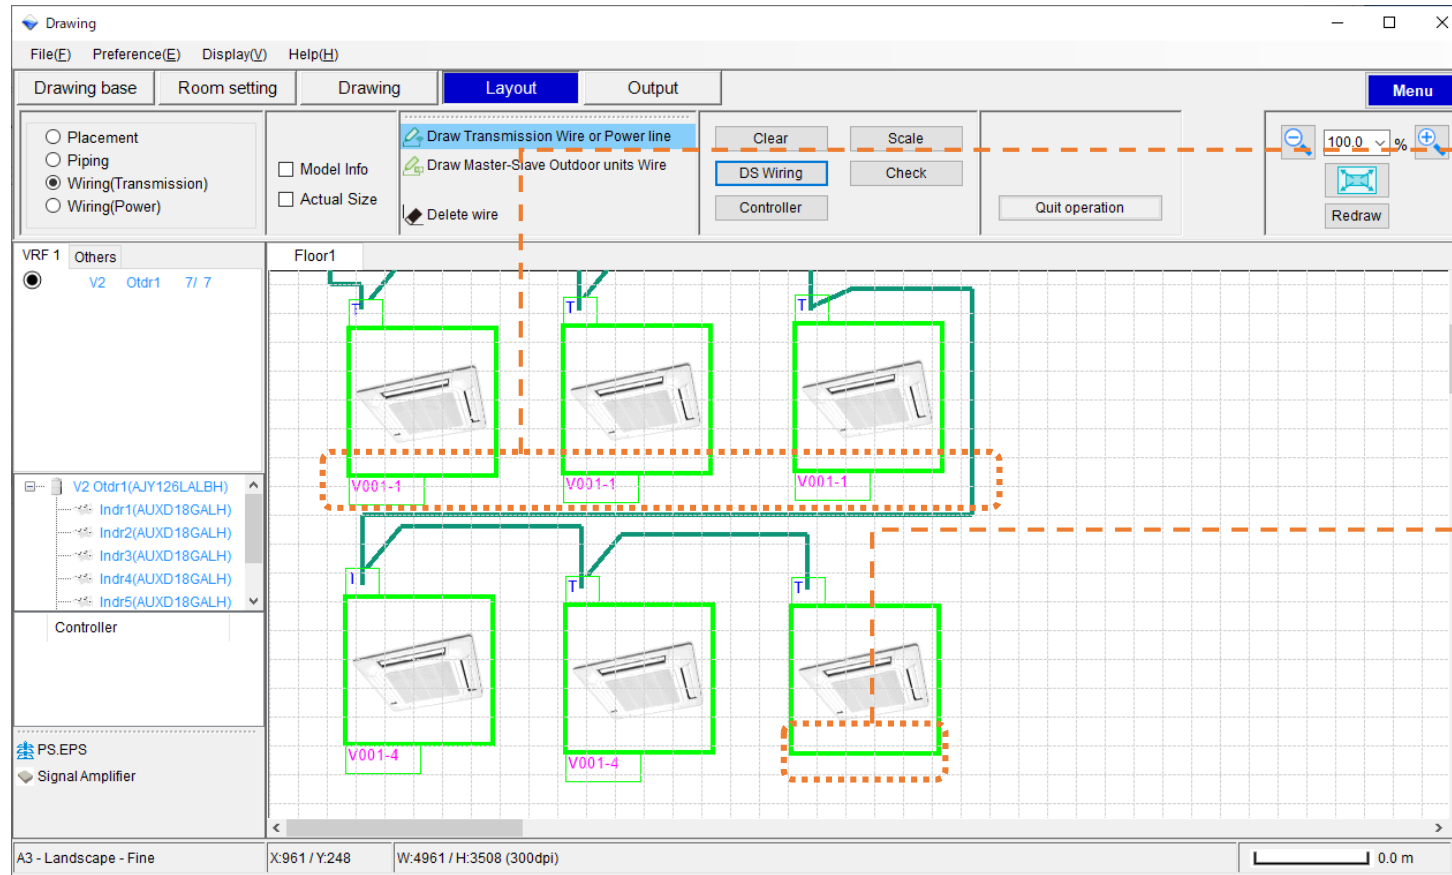 Drawing
File(F) Preference(E) Display(V) Help(H)
Drawing base Room setting Drawing Layout Output Menu
Placement
Piping
Wiring(Transmission)
Wiring(Power)
Model Info
Actual Size
Draw Transmission Wire or Power line
Draw Master-Slave Outdoor units Wire
Delete wire
Clear Scale
DS Wiring Check
Controller
Quit operation
100.0 %
Redraw
VRF 1 Others
V2 Otdr1 7/ 7
V2 Otdr1(AJY126LALBH)
Indr1(AUXD18GALH)
Indr2(AUXD18GALH)
Indr3(AUXD18GALH)
Indr4(AUXD18GALH)
Indr5(AUXD18GALH)
Controller
PS.EPS
Signal Amplifier
Floor1
T T T
V001-1 V001-1 V001-1
T T T
V001-4 V001-4
A3 - Landscape - Fine X:961 / Y:248 W:4961 / H:3508 (300dpi) 0.0 m